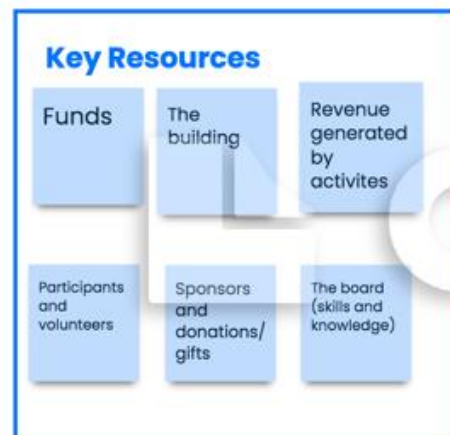 Key Resources
Funds
The
building
Revenue
generated
by
activites
Participants
and
volunteers
Sponsors
and
donations/
gifts
The board
(skills and
knowledge)